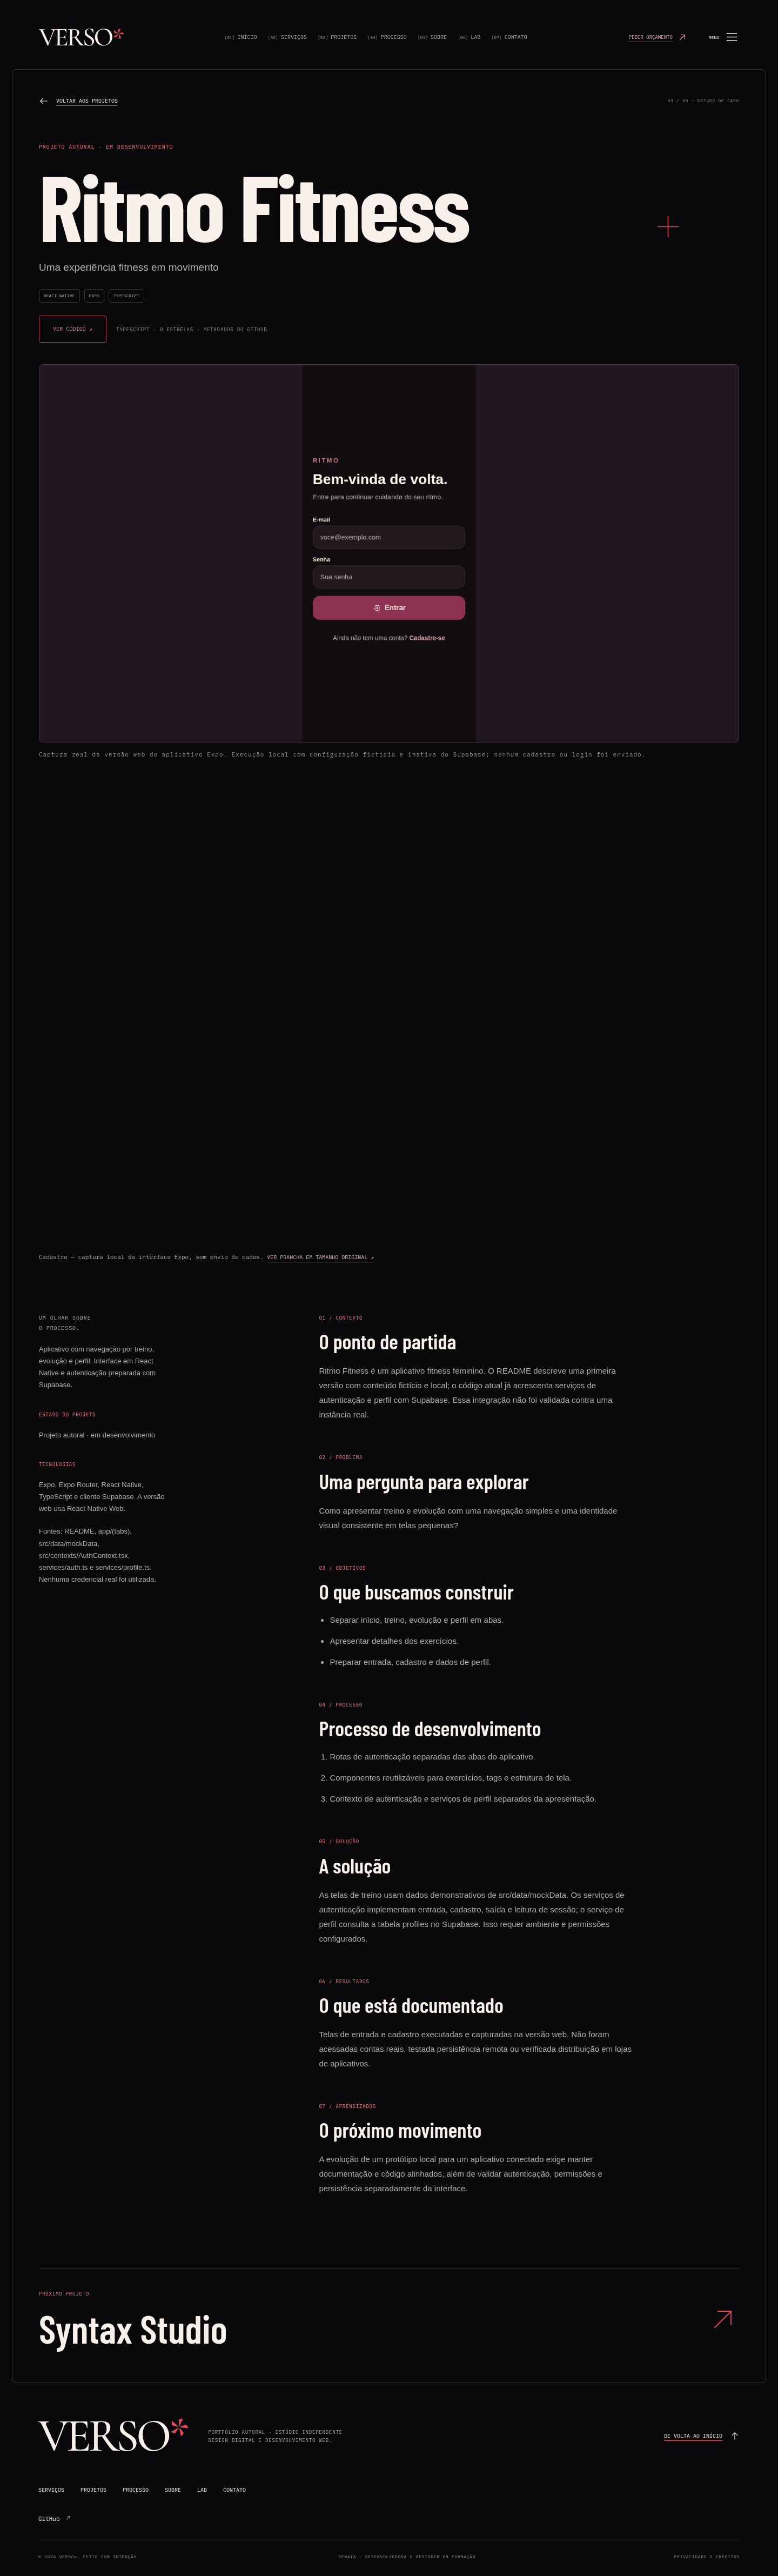 VERSO*
[01] INÍCIO [02] SERVIÇOS [03] PROJETOS [04] PROCESSO [05] SOBRE [06] LAB [07] CONTATO
PEDIR ORÇAMENTO
MENU
VOLTAR AOS PROJETOS
03 / 05 — ESTUDO DE CASO
PROJETO AUTORAL · EM DESENVOLVIMENTO
Ritmo Fitness
Uma experiência fitness em movimento
REACT NATIVE EXPO TYPESCRIPT
VER CÓDIGO ↗
TYPESCRIPT · 0 ESTRELAS · METADADOS DO GITHUB
RITMO
Bem-vinda de volta.
Entre para continuar cuidando do seu ritmo.
E-mail
voce@exemplo.com
Senha
Sua senha
Entrar
Ainda não tem uma conta? Cadastre-se
Captura real da versão web do aplicativo Expo. Execução local com configuração fictícia e inativa do Supabase; nenhum cadastro ou login foi enviado.
Cadastro — captura local da interface Expo, sem envio de dados. VER PRANCHA EM TAMANHO ORIGINAL ↗
UM OLHAR SOBRE
O PROCESSO.
Aplicativo com navegação por treino,
evolução e perfil. Interface em React
Native e autenticação preparada com
Supabase.
ESTADO DO PROJETO
Projeto autoral · em desenvolvimento
TECNOLOGIAS
Expo, Expo Router, React Native,
TypeScript e cliente Supabase. A versão
web usa React Native Web.
Fontes: README, app/(tabs),
src/data/mockData,
src/contexts/AuthContext.tsx,
services/auth.ts e services/profile.ts.
Nenhuma credencial real foi utilizada.
01 / CONTEXTO
O ponto de partida
Ritmo Fitness é um aplicativo fitness feminino. O README descreve uma primeira
versão com conteúdo fictício e local; o código atual já acrescenta serviços de
autenticação e perfil com Supabase. Essa integração não foi validada contra uma
instância real.
02 / PROBLEMA
Uma pergunta para explorar
Como apresentar treino e evolução com uma navegação simples e uma identidade
visual consistente em telas pequenas?
03 / OBJETIVOS
O que buscamos construir
• Separar início, treino, evolução e perfil em abas.
• Apresentar detalhes dos exercícios.
• Preparar entrada, cadastro e dados de perfil.
04 / PROCESSO
Processo de desenvolvimento
1. Rotas de autenticação separadas das abas do aplicativo.
2. Componentes reutilizáveis para exercícios, tags e estrutura de tela.
3. Contexto de autenticação e serviços de perfil separados da apresentação.
05 / SOLUÇÃO
A solução
As telas de treino usam dados demonstrativos de src/data/mockData. Os serviços de
autenticação implementam entrada, cadastro, saída e leitura de sessão; o serviço de
perfil consulta a tabela profiles no Supabase. Isso requer ambiente e permissões
configurados.
06 / RESULTADOS
O que está documentado
Telas de entrada e cadastro executadas e capturadas na versão web. Não foram
acessadas contas reais, testada persistência remota ou verificada distribuição em lojas
de aplicativos.
07 / APRENDIZADOS
O próximo movimento
A evolução de um protótipo local para um aplicativo conectado exige manter
documentação e código alinhados, além de validar autenticação, permissões e
persistência separadamente da interface.
PRÓXIMO PROJETO
Syntax Studio
VERSO*
PORTFÓLIO AUTORAL · ESTÚDIO INDEPENDENTE
DESIGN DIGITAL E DESENVOLVIMENTO WEB.
DE VOLTA AO INÍCIO
SERVIÇOS PROJETOS PROCESSO SOBRE LAB CONTATO
GitHub
© 2026 VERSO*. FEITO COM INTENÇÃO.
RENATA · DESENVOLVEDORA E DESIGNER EM FORMAÇÃO
PRIVACIDADE & CRÉDITOS